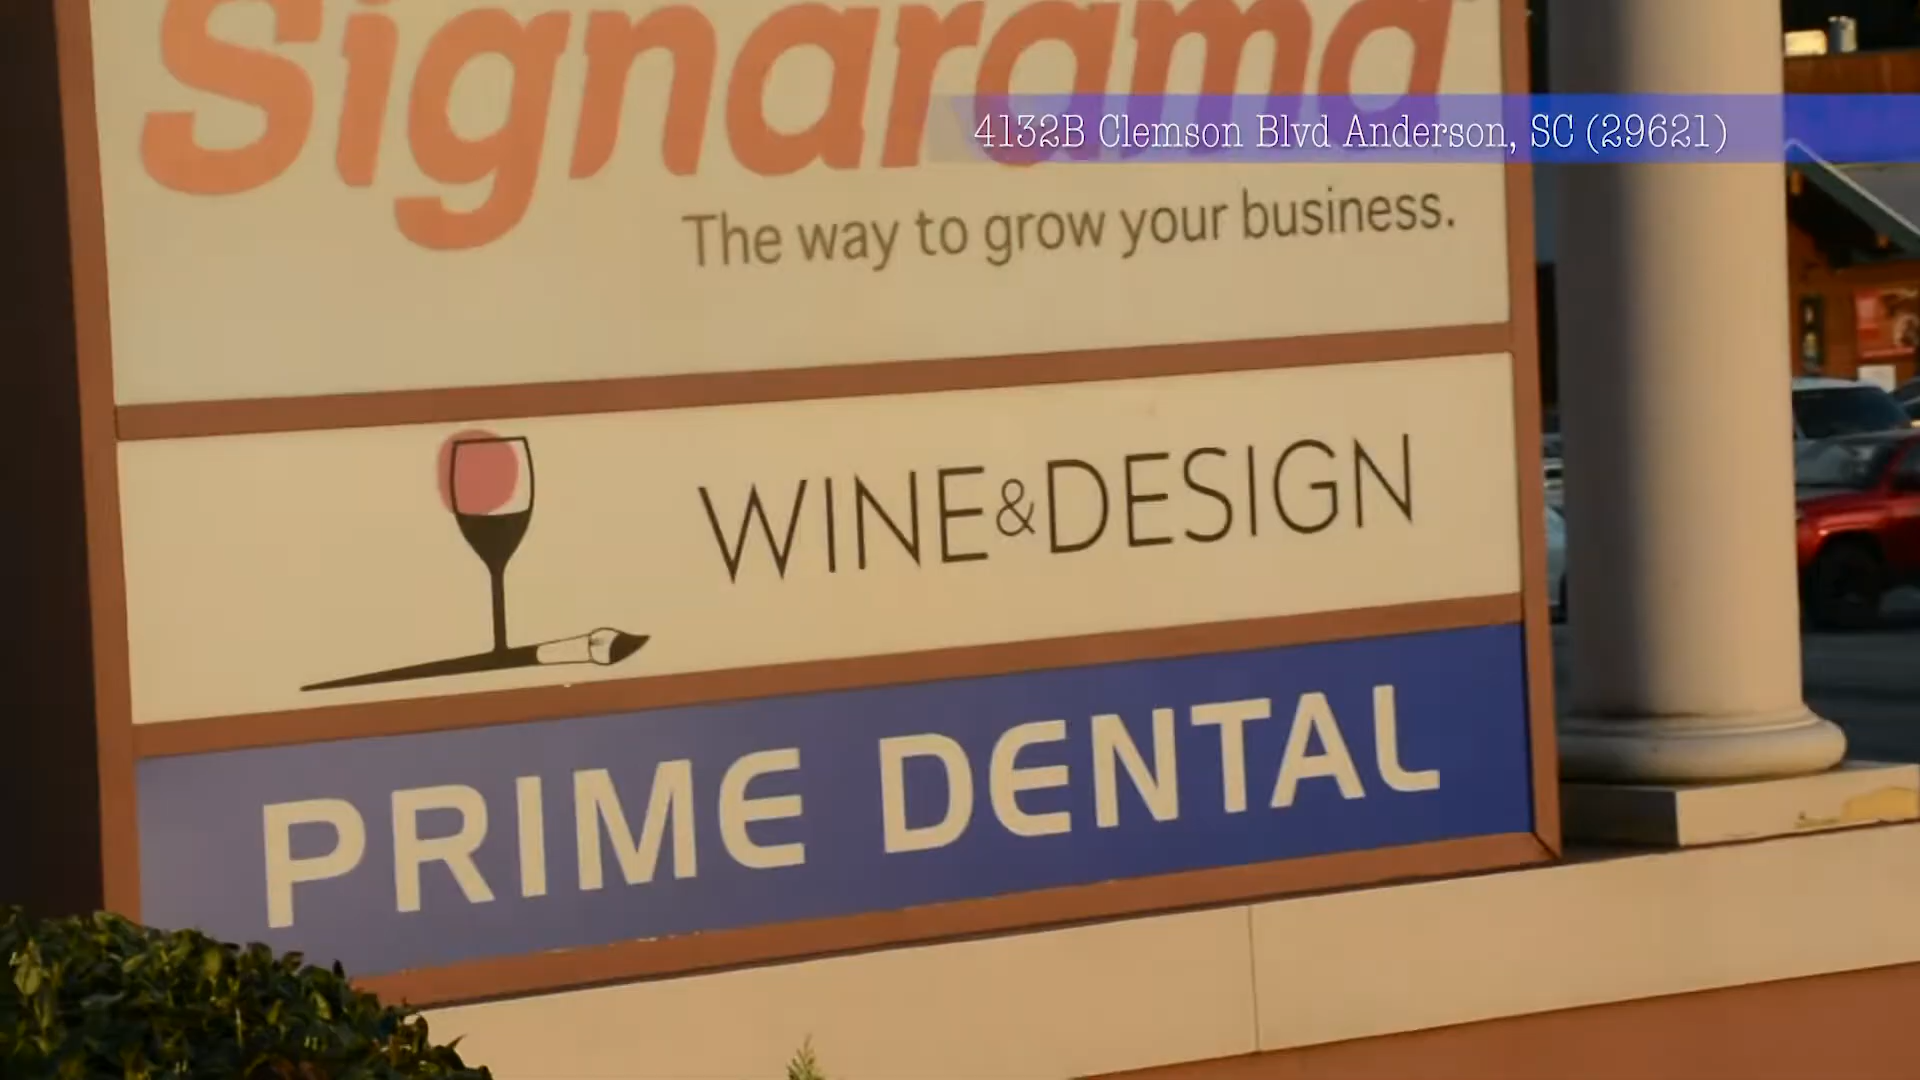 Signarama
4132B Clemson Blvd Anderson, SC (29621)
The way to grow your business.
WINE&DESIGN
PRIME DENTAL